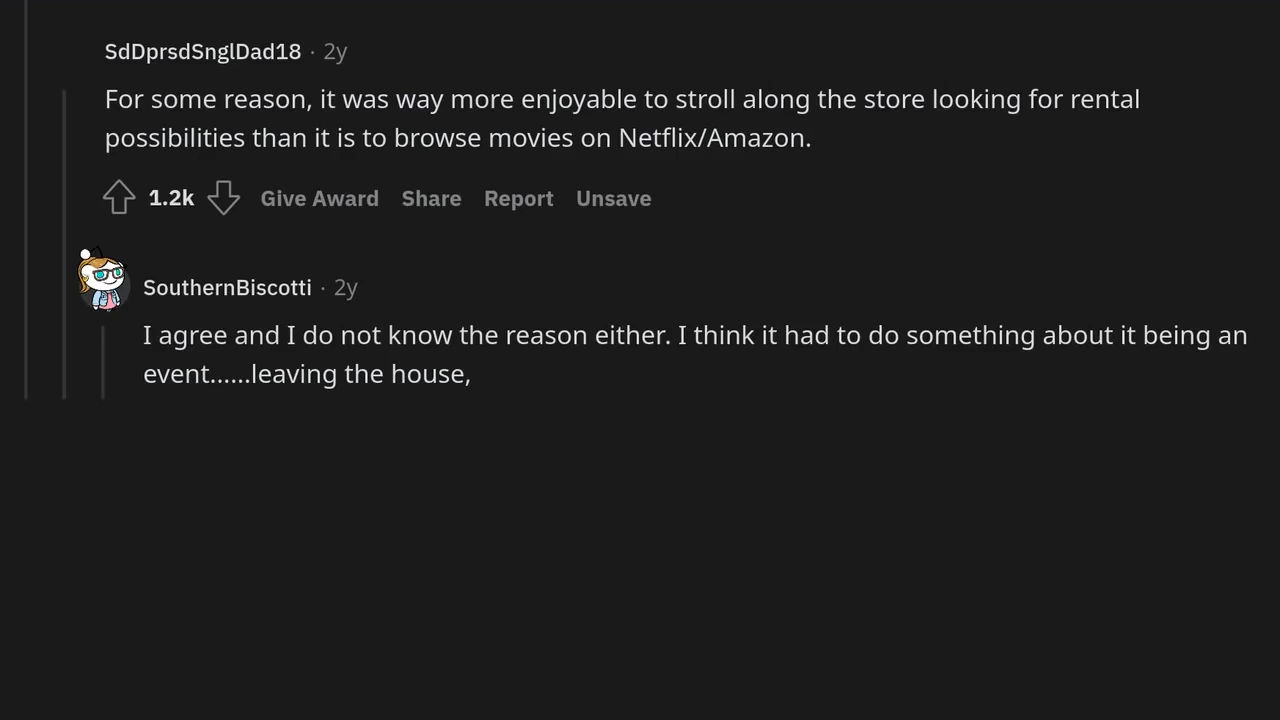 SdDprsdSnglDad18 · 2y
For some reason, it was way more enjoyable to stroll along the store looking for rental
possibilities than it is to browse movies on Netflix/Amazon.
1.2k Give Award Share Report Unsave
SouthernBiscotti · 2y
I agree and I do not know the reason either. I think it had to do something about it being an
event......leaving the house,